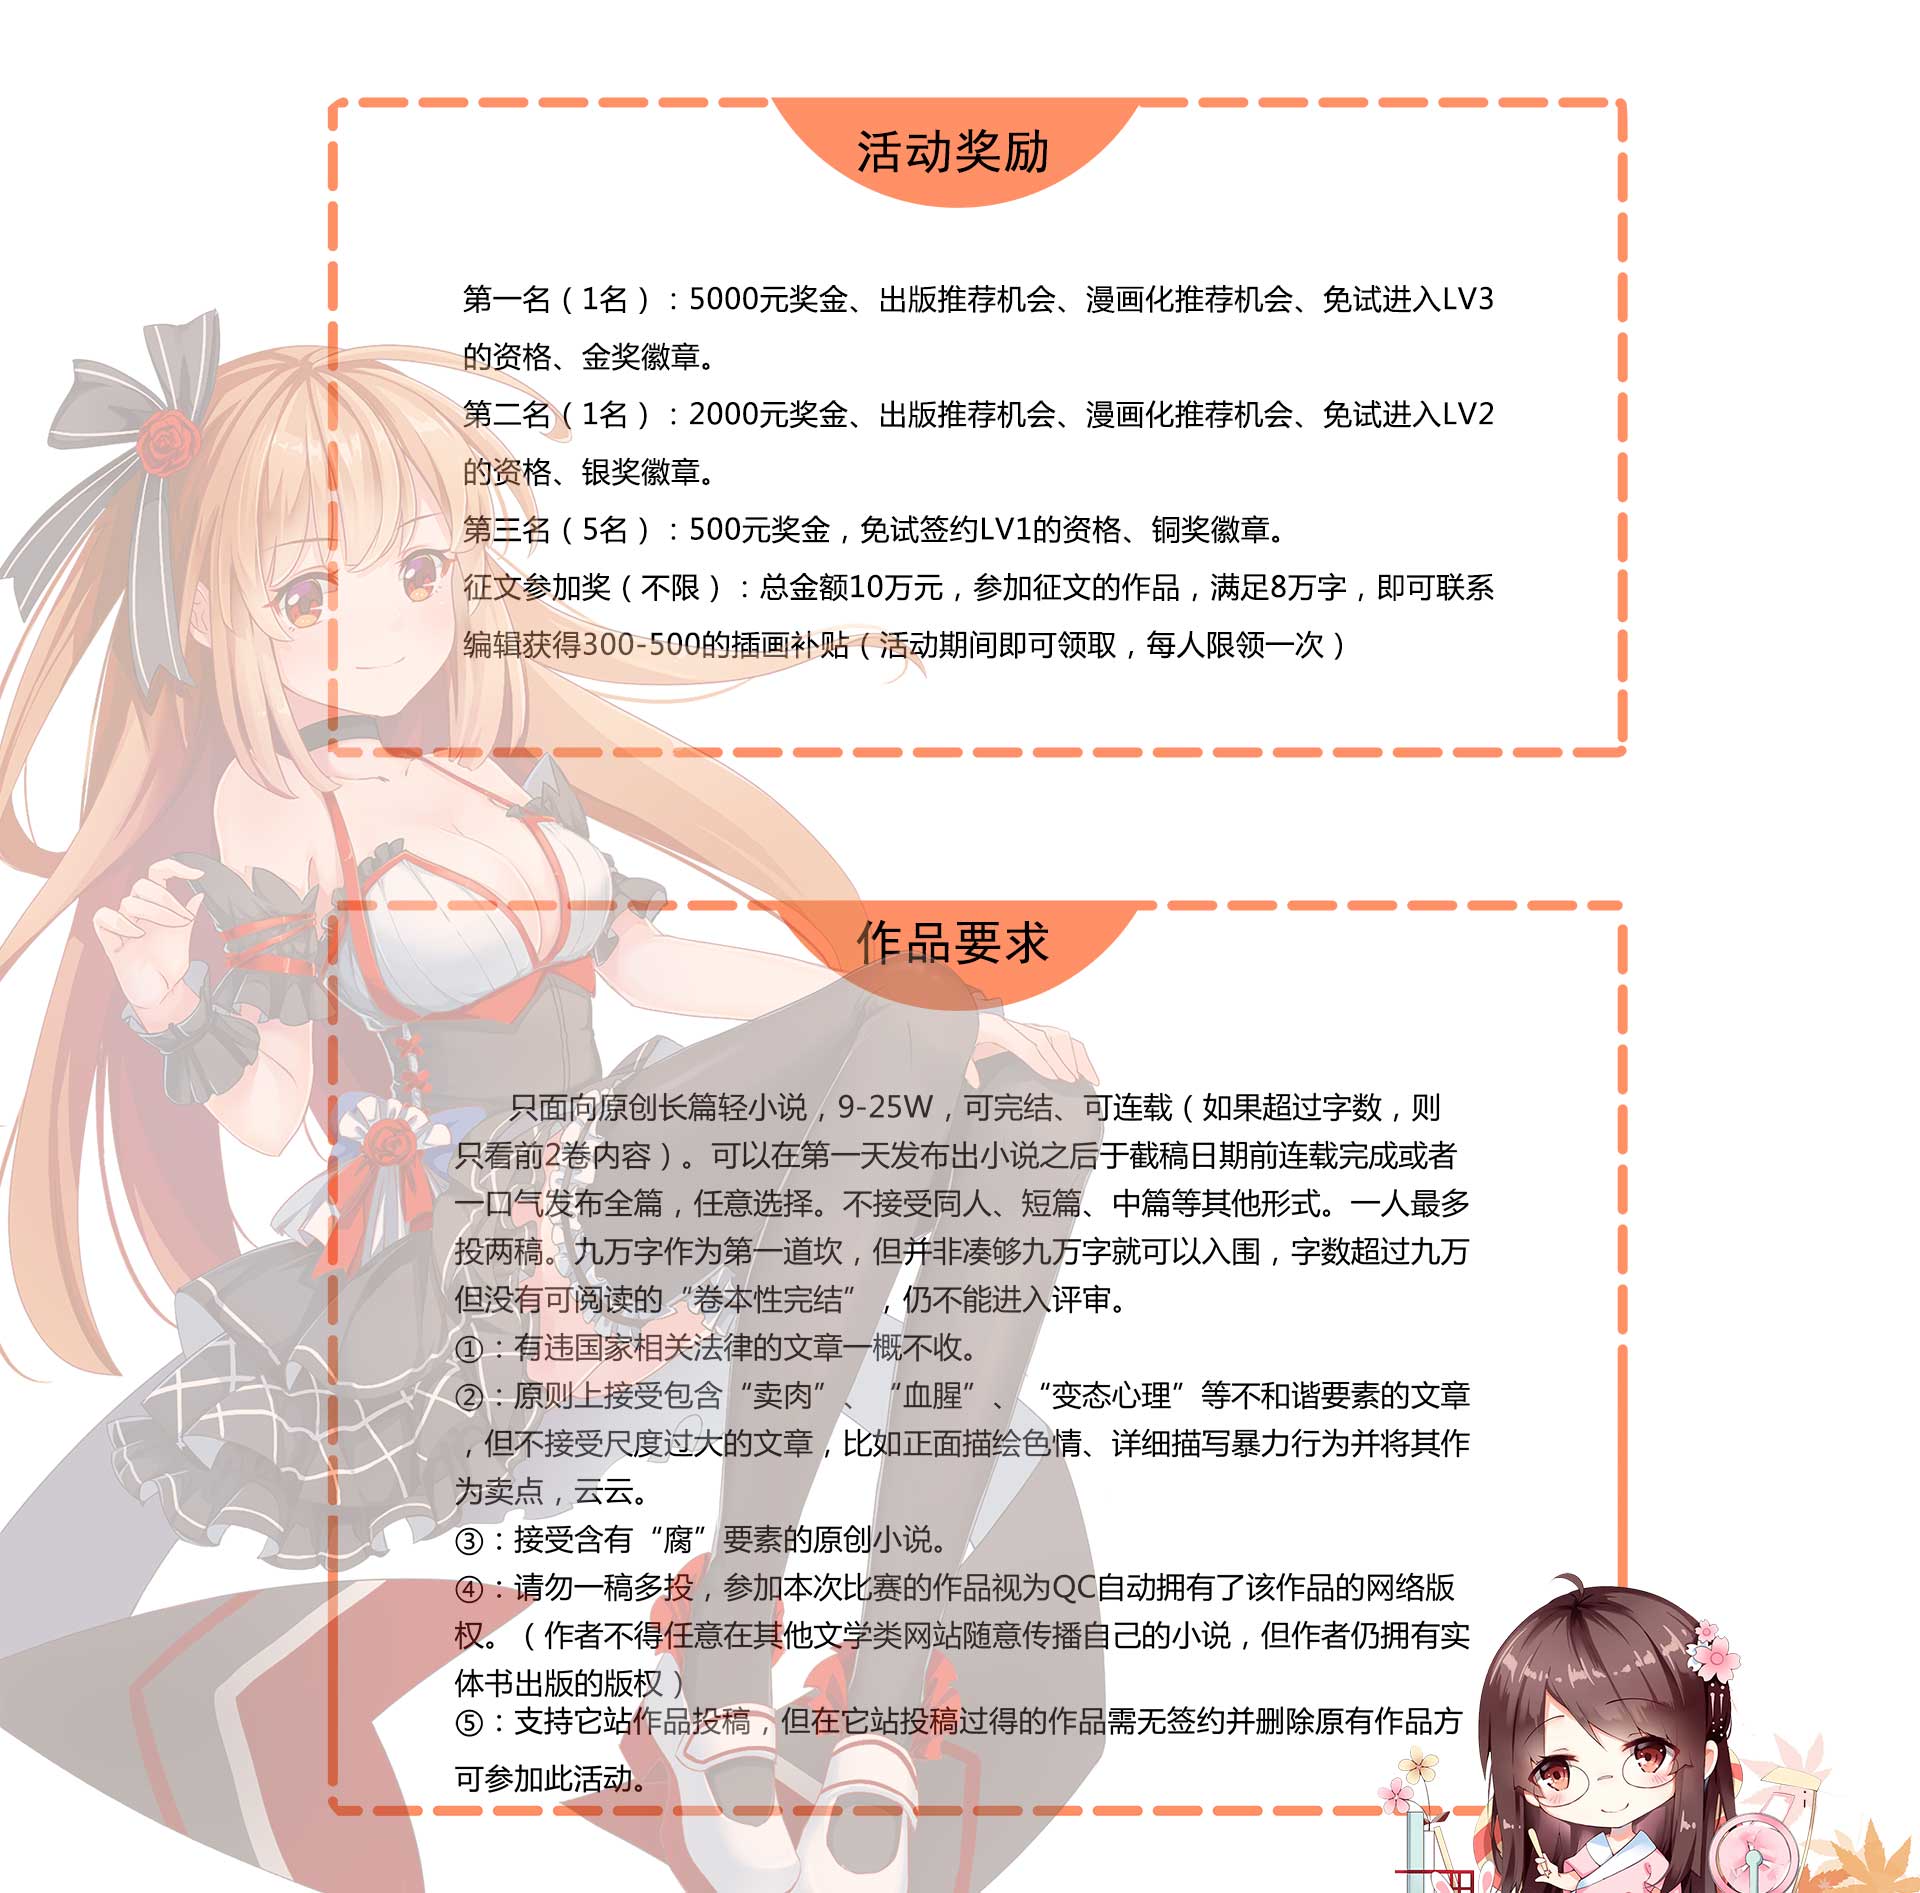 活动奖励
第一名（1名）：5000元奖金、出版推荐机会、漫画化推荐机会、免试进入LV3
的资格、金奖徽章。
第二名（1名）：2000元奖金、出版推荐机会、漫画化推荐机会、免试进入LV2
的资格、银奖徽章。
第三名（5名）：500元奖金，免试签约LV1的资格、铜奖徽章。
征文参加奖（不限）：总金额10万元，参加征文的作品，满足8万字，即可联系
编辑获得300-500的插画补贴（活动期间即可领取，每人限领一次）
作品要求
只面向原创长篇轻小说，9-25W，可完结、可连载（如果超过字数，则
只看前2卷内容）。可以在第一天发布出小说之后于截稿日期前连载完成或者
一口气发布全篇，任意选择。不接受同人、短篇、中篇等其他形式。一人最多
投两稿。九万字作为第一道坎，但并非凑够九万字就可以入围，字数超过九万
但没有可阅读的“卷本性完结”，仍不能进入评审。
①：有违国家相关法律的文章一概不收。
②：原则上接受包含“卖肉”、“血腥”、“变态心理”等不和谐要素的文章
，但不接受尺度过大的文章，比如正面描绘色情、详细描写暴力行为并将其作
为卖点，云云。
③：接受含有“腐”要素的原创小说。
④：请勿一稿多投，参加本次比赛的作品视为QC自动拥有了该作品的网络版
权。（作者不得任意在其他文学类网站随意传播自己的小说，但作者仍拥有实
体书出版的版权）
⑤：支持它站作品投稿，但在它站投稿过得的作品需无签约并删除原有作品方
可参加此活动。